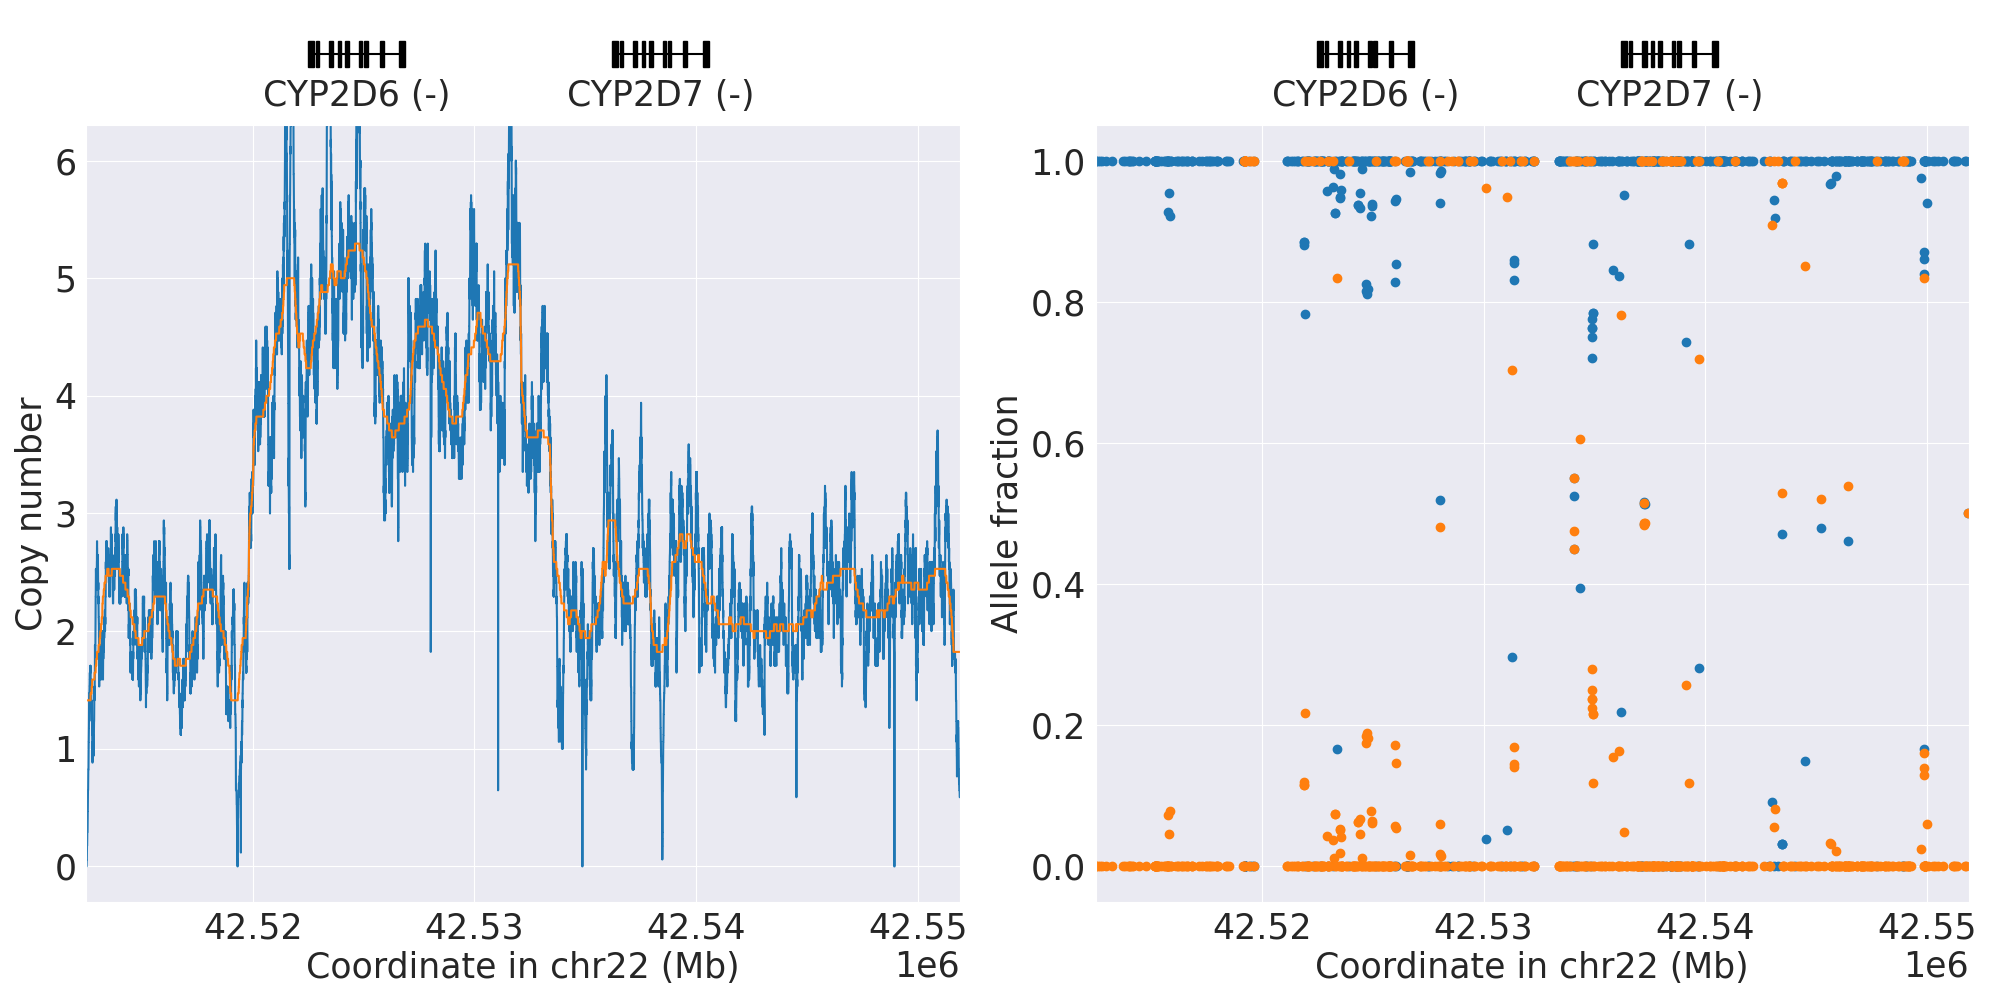 CYP2D6 (-)
CYP2D7 (-)
6
5
4
3
2
1
0
Copy number
42.52
42.53
42.54
42.55
Coordinate in chr22 (Mb)
1e6
CYP2D6 (-)
CYP2D7 (-)
1.0
0.8
0.6
0.4
0.2
0.0
Allele fraction
42.52
42.53
42.54
42.55
Coordinate in chr22 (Mb)
1e6